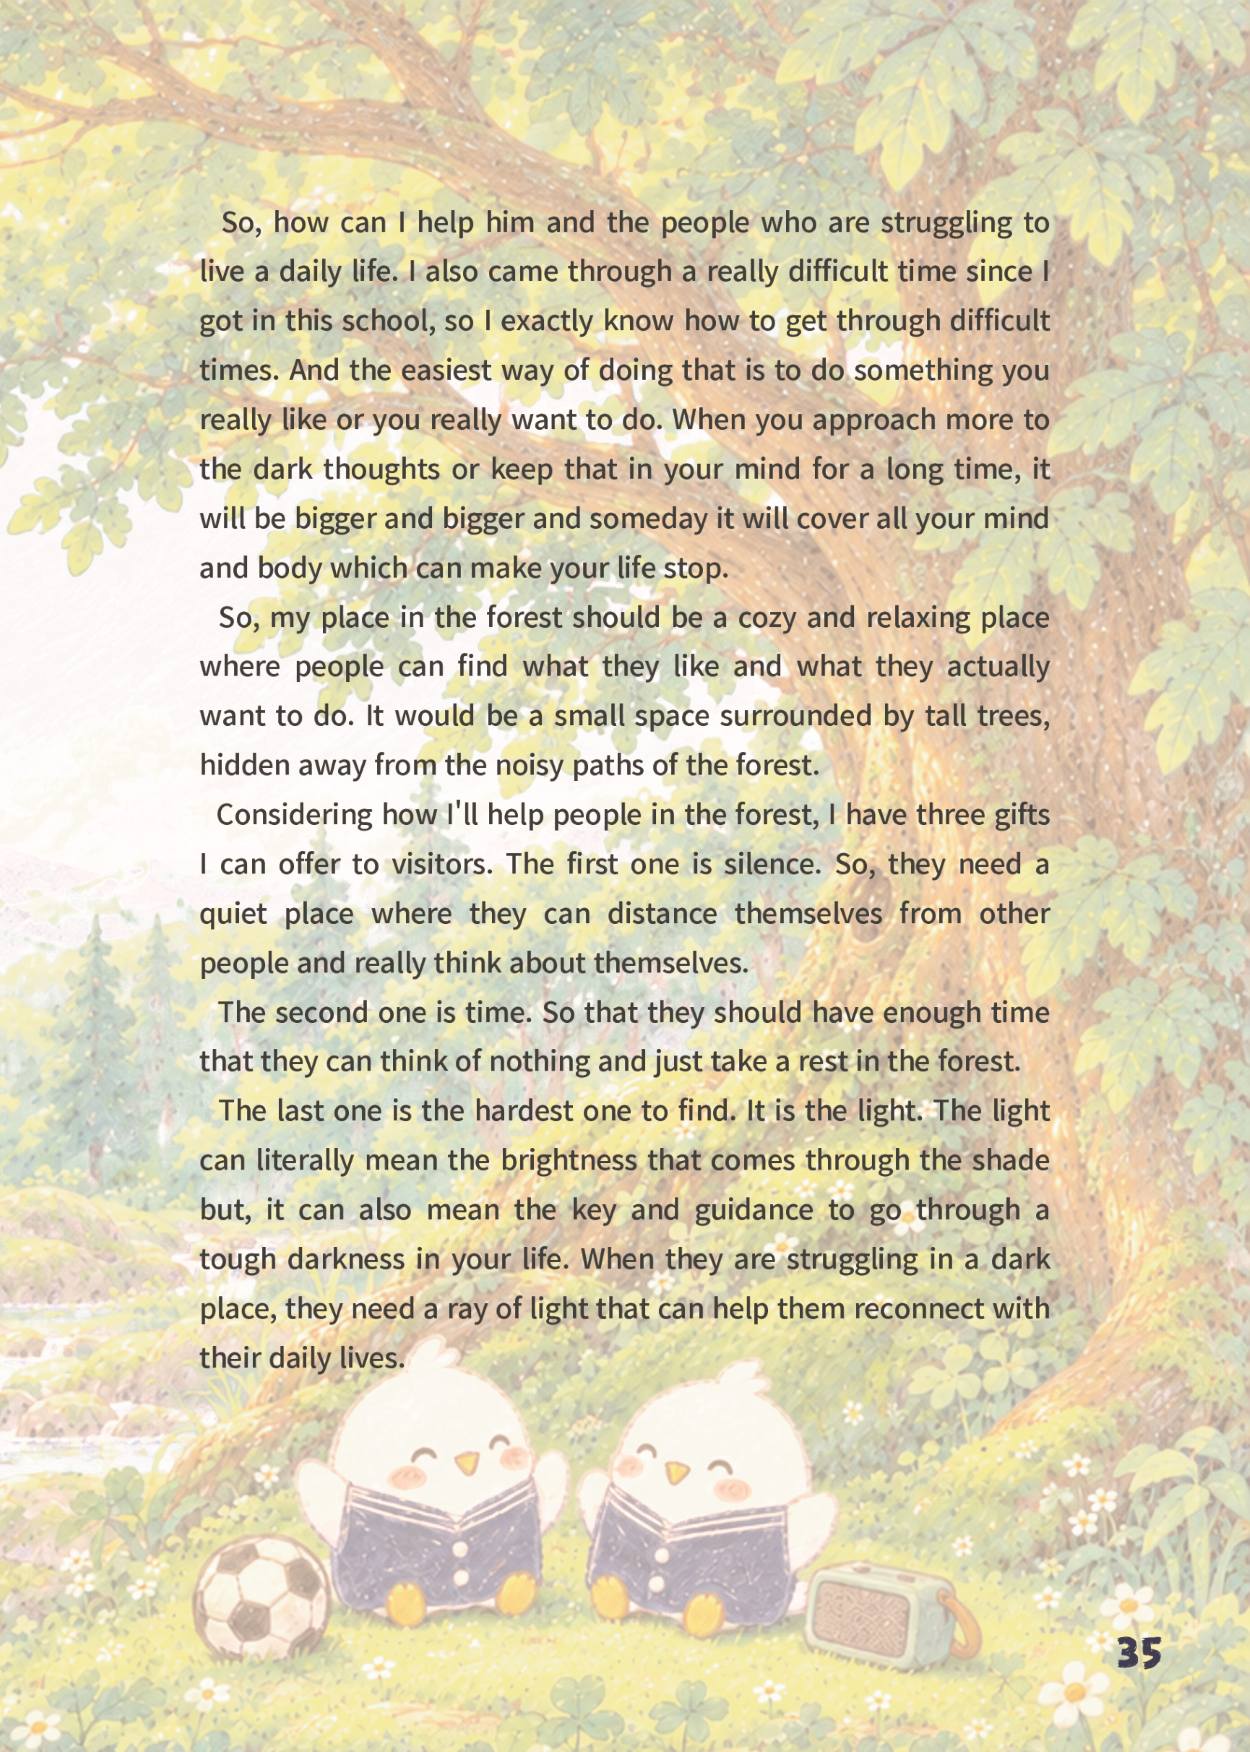 So, how can I help him and the people who are struggling to
live a daily life. I also came through a really difficult time since I
got in this school, so I exactly know how to get through difficult
times. And the easiest way of doing that is to do something you
really like or you really want to do. When you approach more to
the dark thoughts or keep that in your mind for a long time, it
will be bigger and bigger and someday it will cover all your mind
and body which can make your life stop.
So, my place in the forest should be a cozy and relaxing place
where people can find what they like and what they actually
want to do. It would be a small space surrounded by tall trees,
hidden away from the noisy paths of the forest.
Considering how I'll help people in the forest, I have three gifts
I can offer to visitors. The first one is silence. So, they need a
quiet place where they can distance themselves from other
people and really think about themselves.
The second one is time. So that they should have enough time
that they can think of nothing and just take a rest in the forest.
The last one is the hardest one to find. It is the light. The light
can literally mean the brightness that comes through the shade
but, it can also mean the key and guidance to go through a
tough darkness in your life. When they are struggling in a dark
place, they need a ray of light that can help them reconnect with
their daily lives.
35